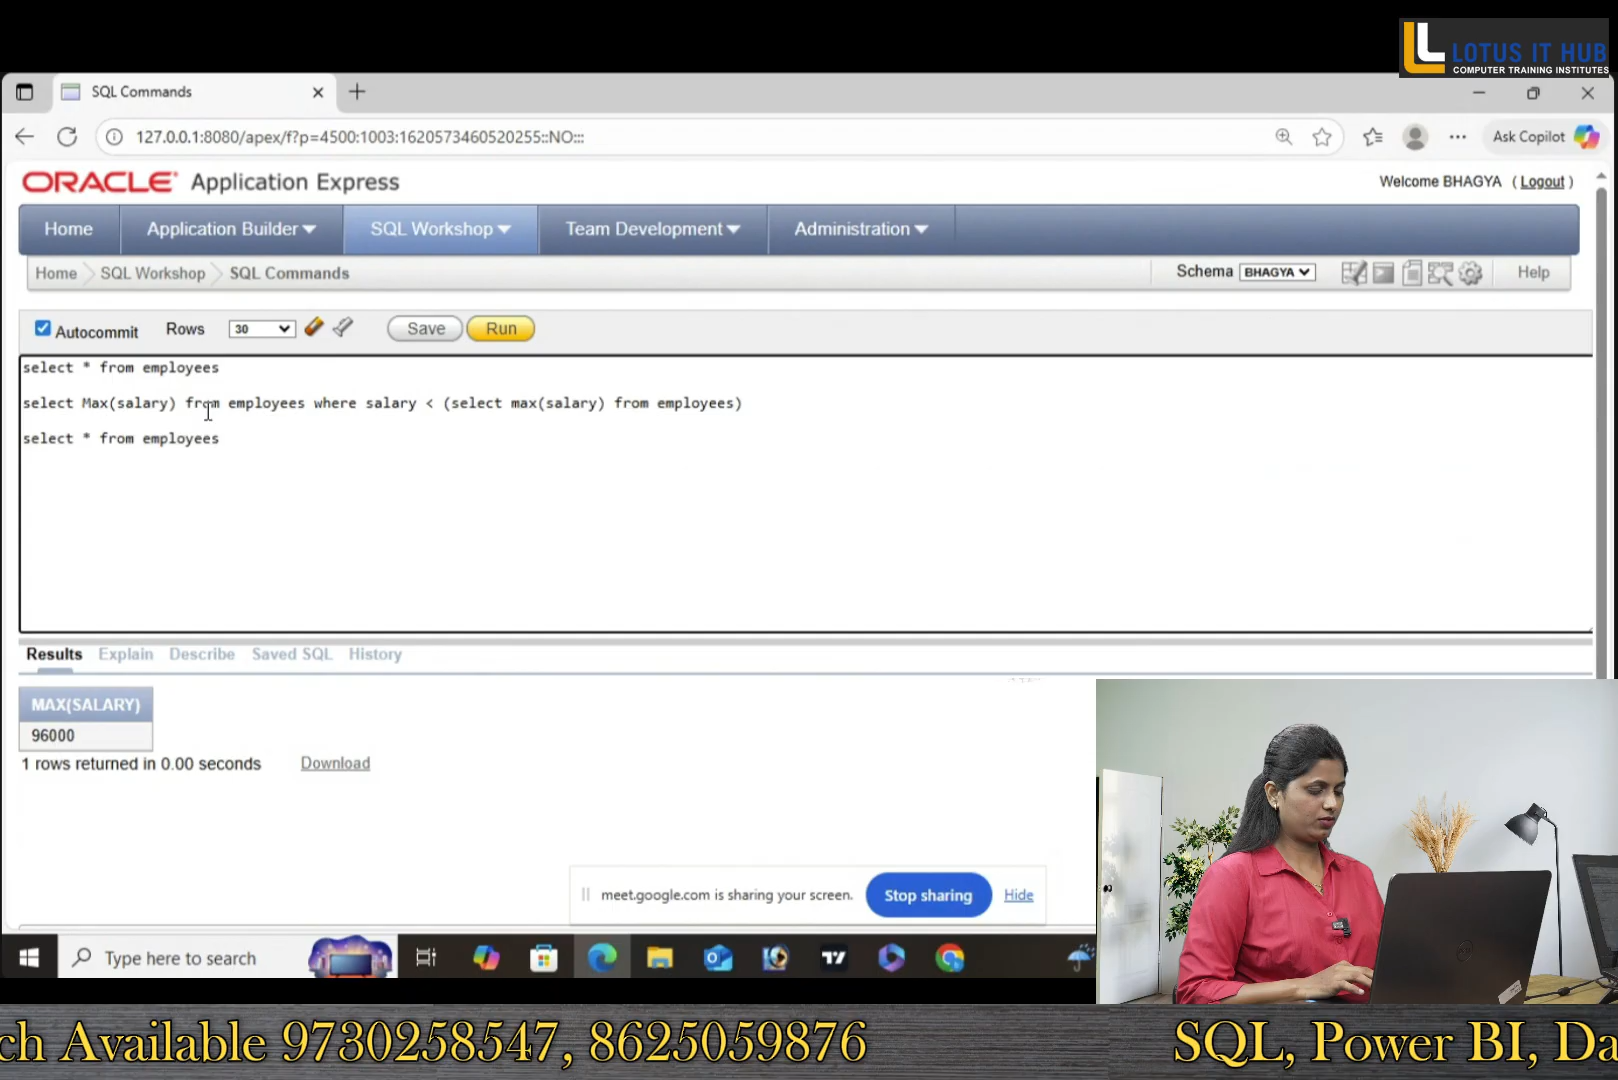 LOTUS IT HUB
COMPUTER TRAINING INSTITUTES
SQL Commands
127.0.0.1:8080/apex/f?p=4500:1003:1620573460520255::NO:::
Ask Copilot
ORACLE Application Express
Welcome BHAGYA ( Logout )
Home Application Builder SQL Workshop Team Development Administration
Home SQL Workshop SQL Commands
Schema BHAGYA Help
Autocommit Rows 30 Save Run
select * from employees
select Max(salary) from employees where salary < (select max(salary) from employees)
select * from employees
Results Explain Describe Saved SQL History
MAX(SALARY)
96000
1 rows returned in 0.00 seconds Download
meet.google.com is sharing your screen. Stop sharing Hide
Type here to search
ch Available 9730258547, 8625059876 SQL, Power BI, Da